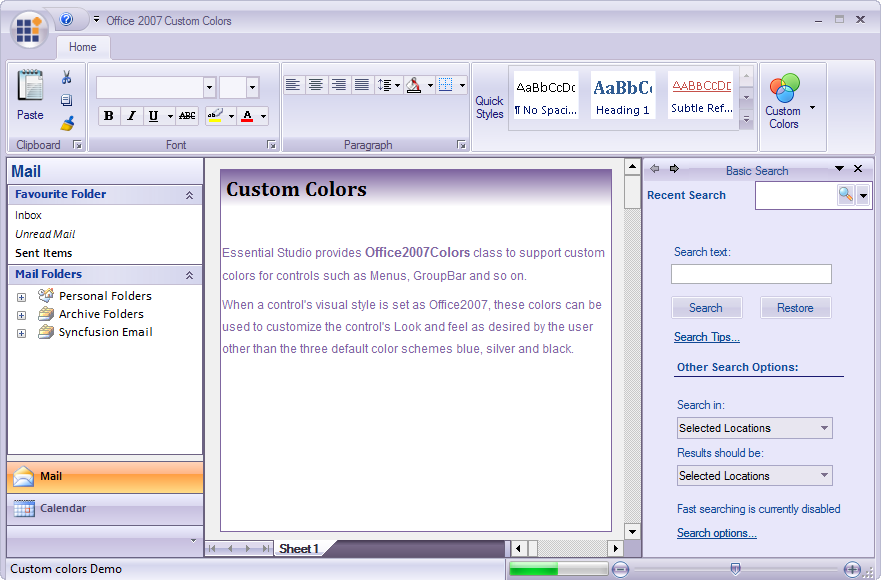 Office 2007 Custom Colors
Home
Paste
Clipboard
B I U ABC ab A
Font
Paragraph
Quick
Styles
AaBbCcDc
¶ No Spaci...
AaBbCc
Heading 1
AABBCCDE
Subtle Ref...
Custom
Colors
Mail
Favourite Folder
Inbox
Unread Mail
Sent Items
Mail Folders
Personal Folders
Archive Folders
Syncfusion Email
Mail
Calendar
Custom Colors
Essential Studio provides Office2007Colors class to support custom
colors for controls such as Menus, GroupBar and so on.
When a control's visual style is set as Office2007, these colors can be
used to customize the control's Look and feel as desired by the user
other than the three default color schemes blue, silver and black.
Sheet1
Basic Search
Recent Search
Search text:
Search Restore
Search Tips...
Other Search Options:
Search in:
Selected Locations
Results should be:
Selected Locations
Fast searching is currently disabled
Search options...
Custom colors Demo